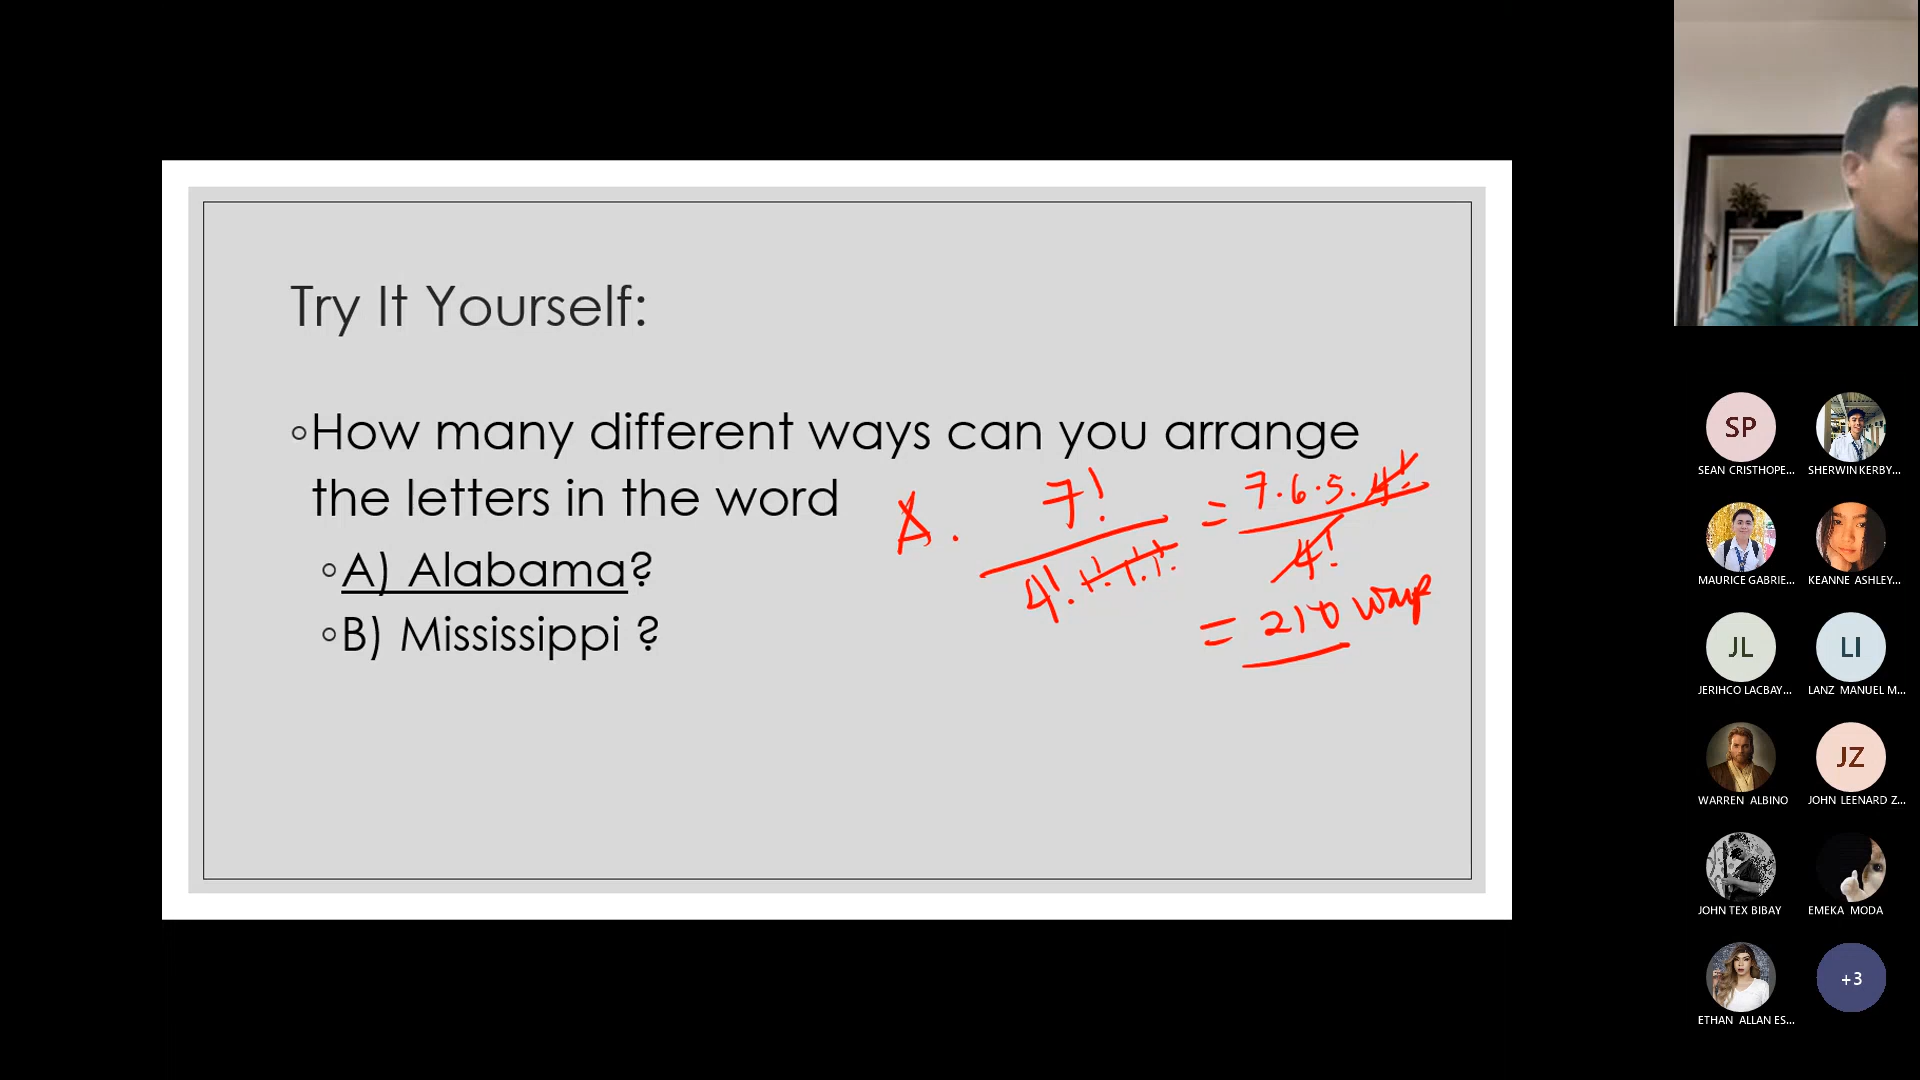 Try It Yourself:
◦How many different ways can you arrange
the letters in the word
◦A) Alabama?
◦B) Mississippi ?
A. 7! / 4!·1!·1!·1! = 7·6·5·4! / 4!
= 210 ways
SP
SEAN CRISTHOPE...
SHERWIN KERBY...
MAURICE GABRIE...
KEANNE ASHLEY...
JL
JERIHCO LACBAY...
LI
LANZ MANUEL M...
WARREN ALBINO
JZ
JOHN LEENARD Z...
JOHN TEX BIBAY
EMEKA MODA
ETHAN ALLAN ES...
+3